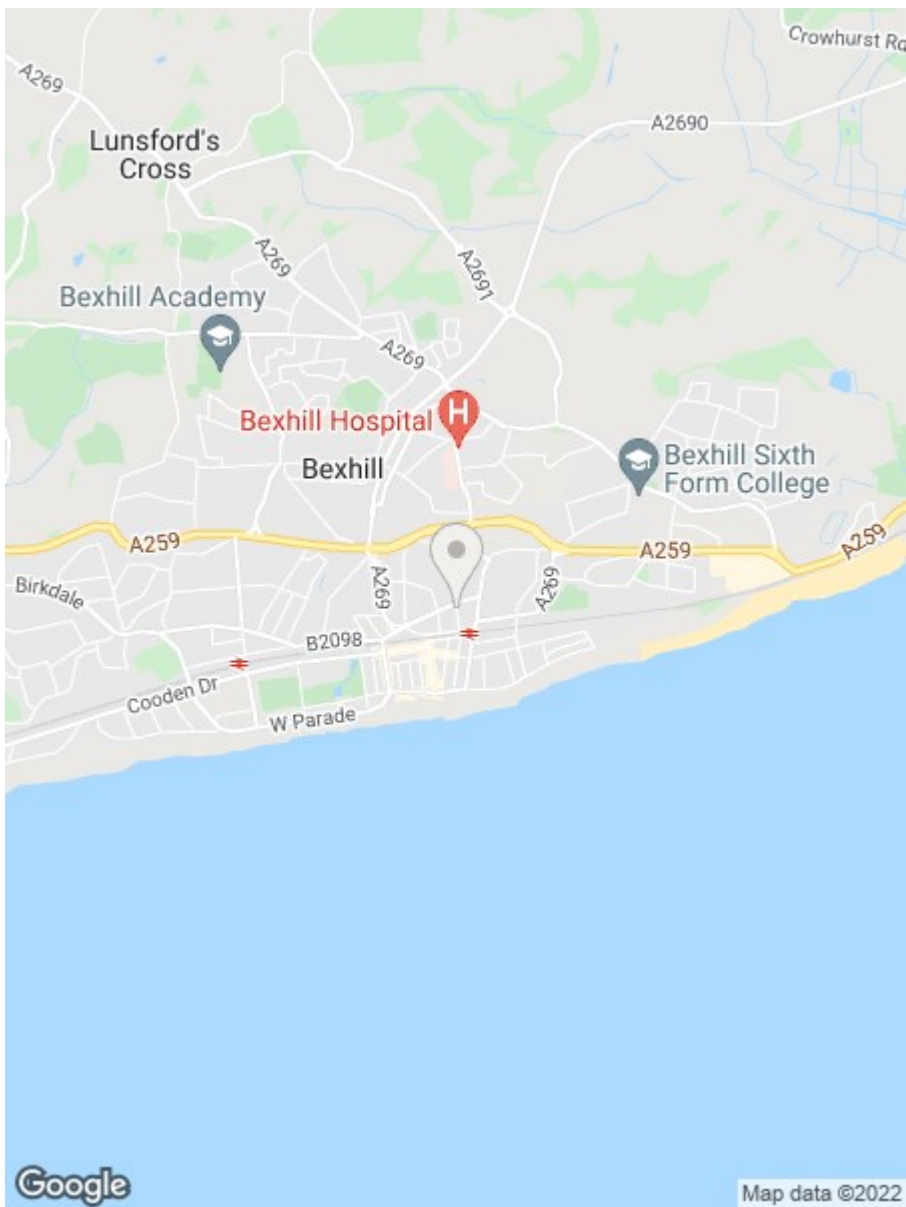 Crowhurst Rd
A269
A2690
Lunsford's
Cross
A269
A2691
Bexhill Academy
A269
Bexhill Hospital
H
Bexhill
Bexhill Sixth
Form College
A259
A259
A259
Birkdale
A269
A269
B2098
Cooden Dr
W Parade
Google
Map data ©2022